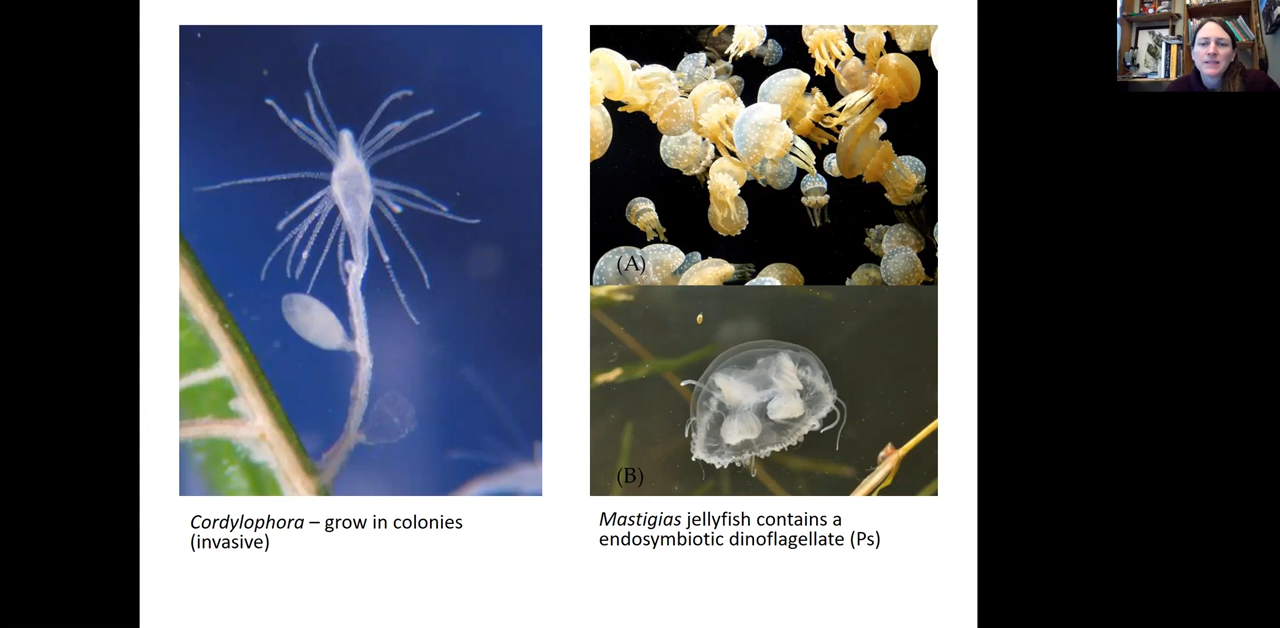 (A)
(B)
Cordylophora – grow in colonies
(invasive)
Mastigias jellyfish contains a
endosymbiotic dinoflagellate (Ps)